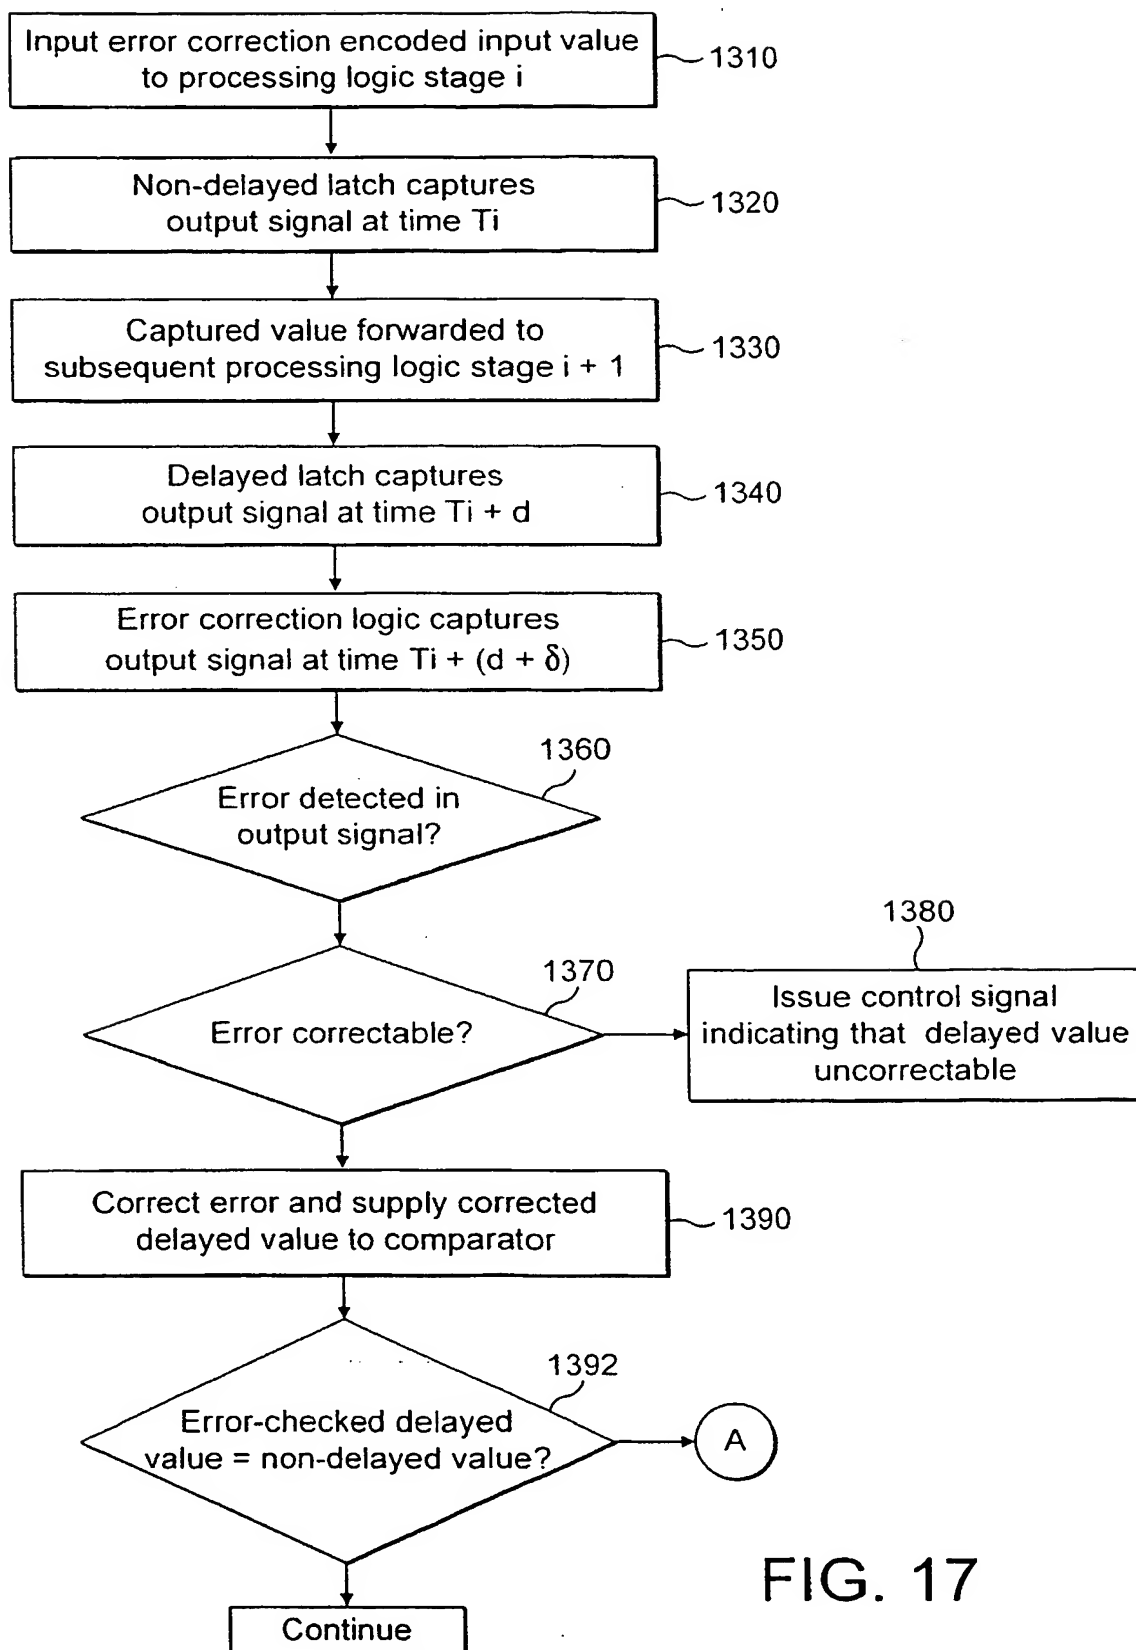 Input error correction encoded input value
to processing logic stage i
1310
Non-delayed latch captures
output signal at time Ti
1320
Captured value forwarded to
subsequent processing logic stage i + 1
1330
Delayed latch captures
output signal at time Ti + d
1340
Error correction logic captures
output signal at time Ti + (d + δ)
1350
1360
Error detected in
output signal?
1370
Error correctable?
1380
Issue control signal
indicating that delayed value
uncorrectable
Correct error and supply corrected
delayed value to comparator
1390
1392
Error-checked delayed
value = non-delayed value?
A
Continue
FIG. 17